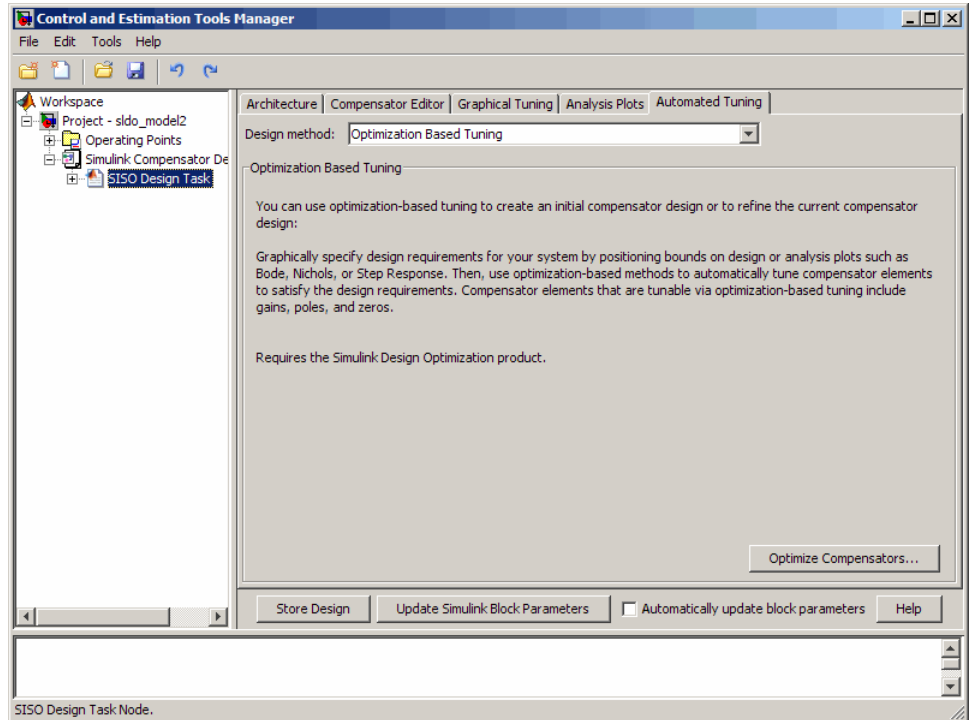 Control and Estimation Tools Manager
File Edit Tools Help
Workspace
Project - sldo_model2
Operating Points
Simulink Compensator De
SISO Design Task
Architecture Compensator Editor Graphical Tuning Analysis Plots Automated Tuning
Design method: Optimization Based Tuning
Optimization Based Tuning
You can use optimization-based tuning to create an initial compensator design or to refine the current compensator
design:
Graphically specify design requirements for your system by positioning bounds on design or analysis plots such as
Bode, Nichols, or Step Response. Then, use optimization-based methods to automatically tune compensator elements
to satisfy the design requirements. Compensator elements that are tunable via optimization-based tuning include
gains, poles, and zeros.
Requires the Simulink Design Optimization product.
Optimize Compensators...
Store Design Update Simulink Block Parameters Automatically update block parameters Help
SISO Design Task Node.